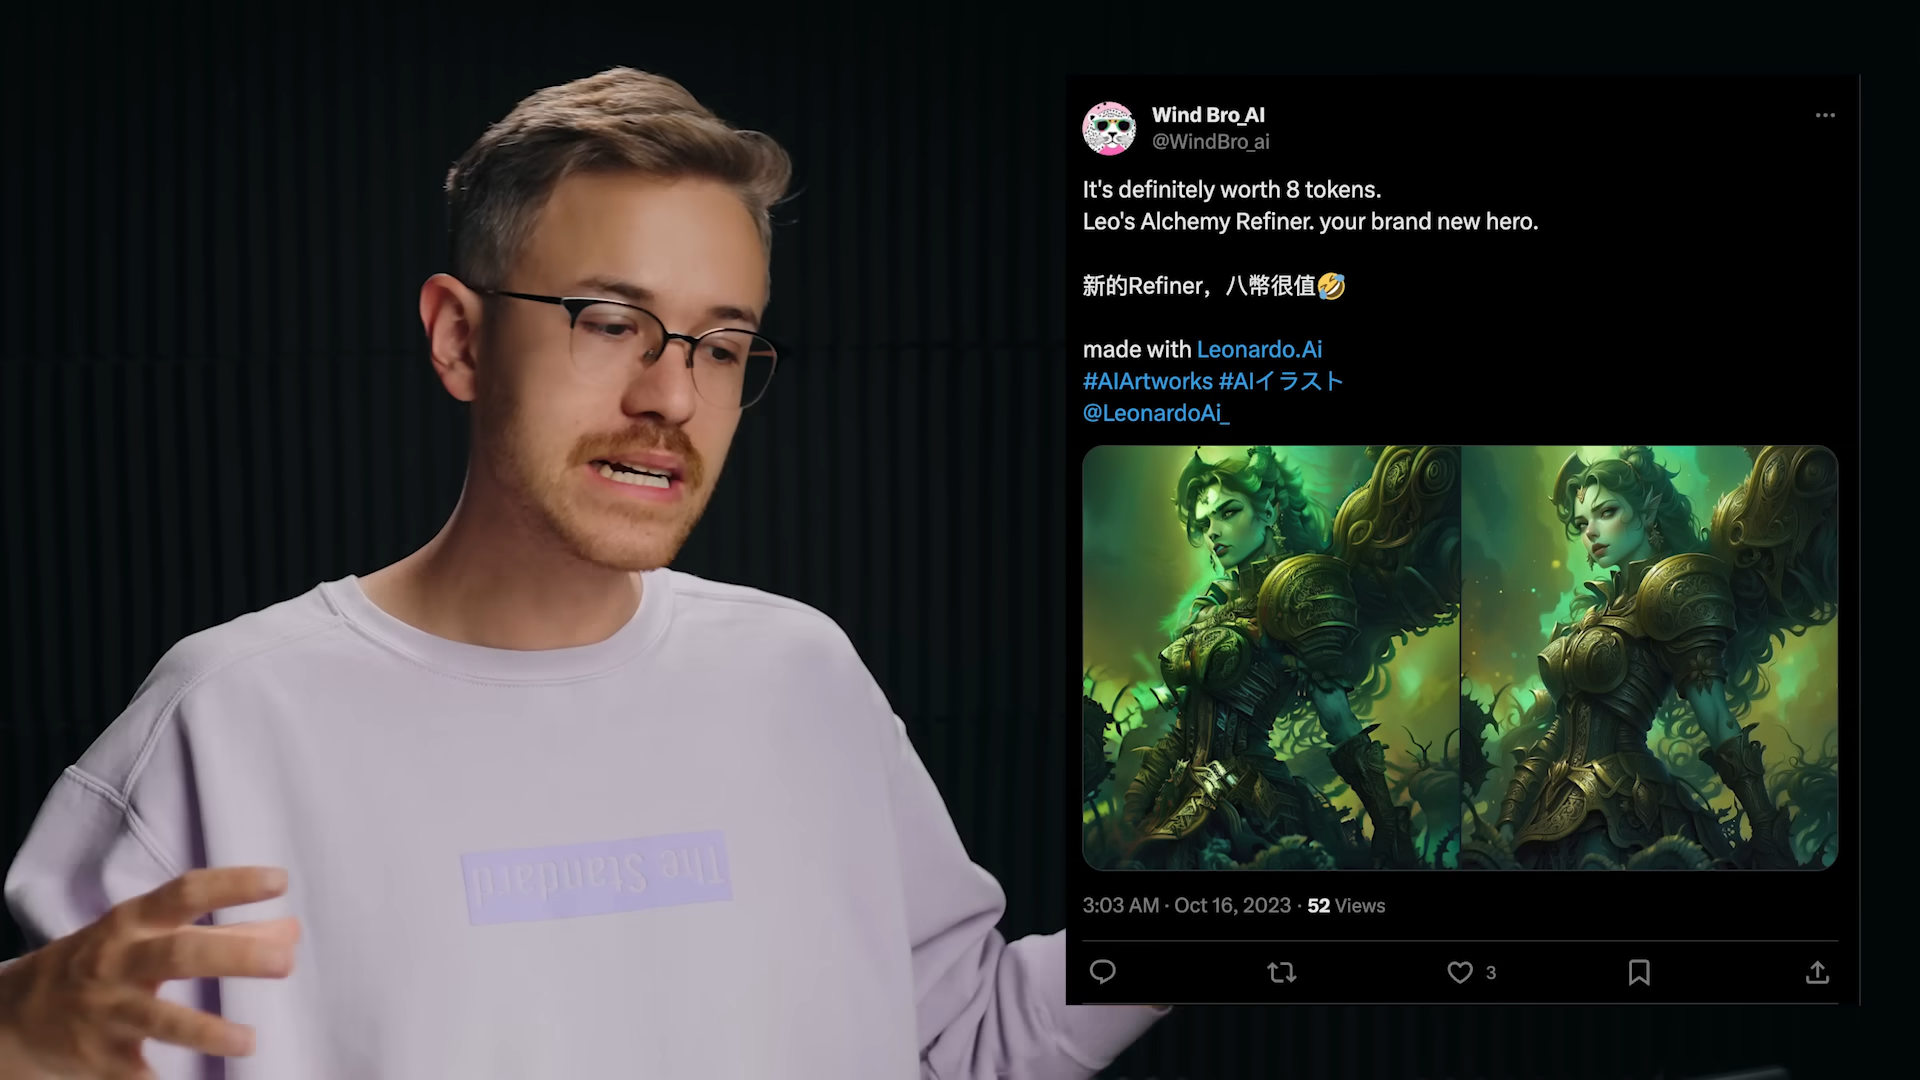 Wind Bro_AI
@WindBro_ai
It's definitely worth 8 tokens.
Leo's Alchemy Refiner. your brand new hero.
新的Refiner，八幣很值🤣
made with Leonardo.Ai
#AIArtworks #AIイラスト
@LeonardoAi_
3:03 AM · Oct 16, 2023 · 52 Views
3
The Standard